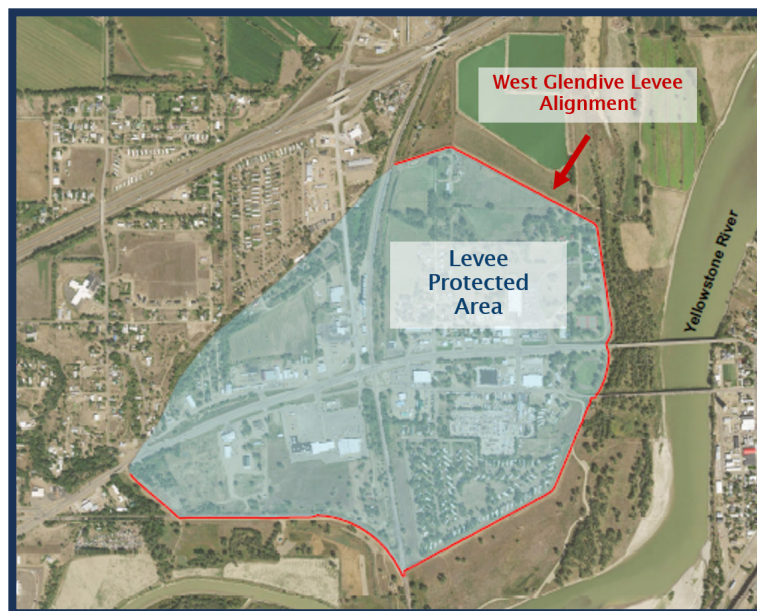 West Glendive Levee
Alignment
Levee
Protected
Area
Yellowstone River